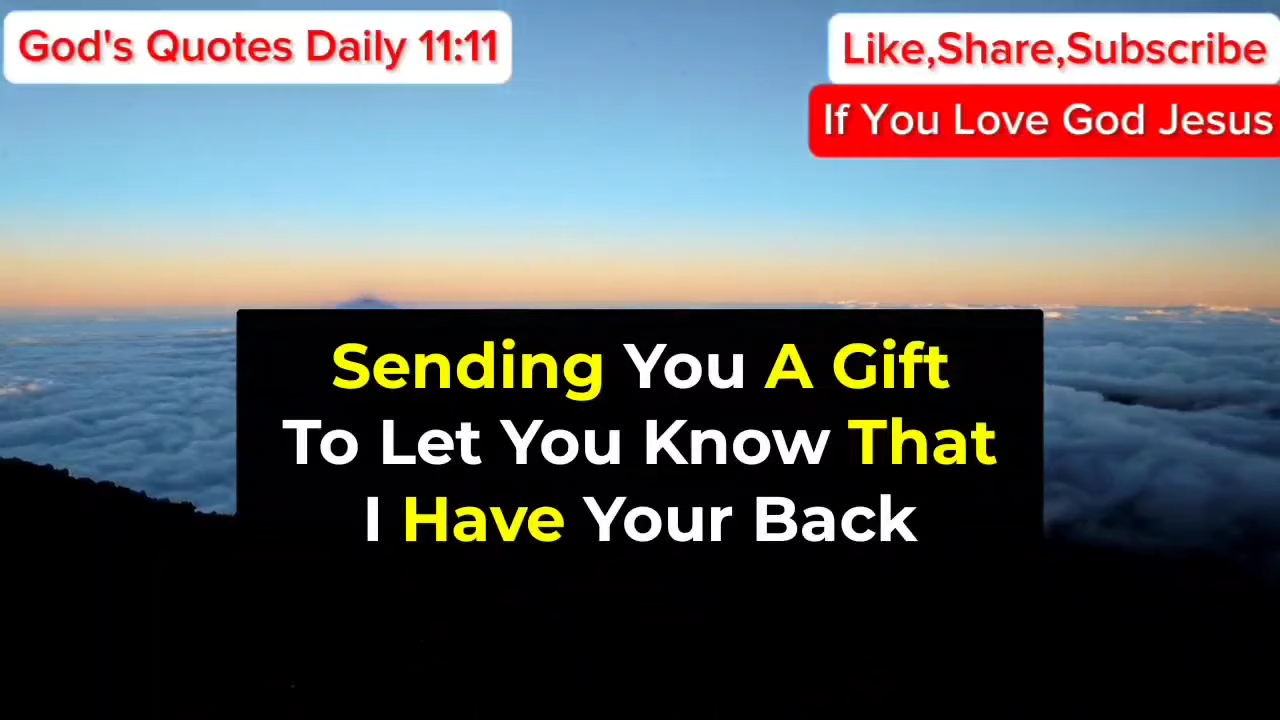 God's Quotes Daily 11:11
Like,Share,Subscribe
If You Love God Jesus
Sending You A Gift
To Let You Know That
I Have Your Back